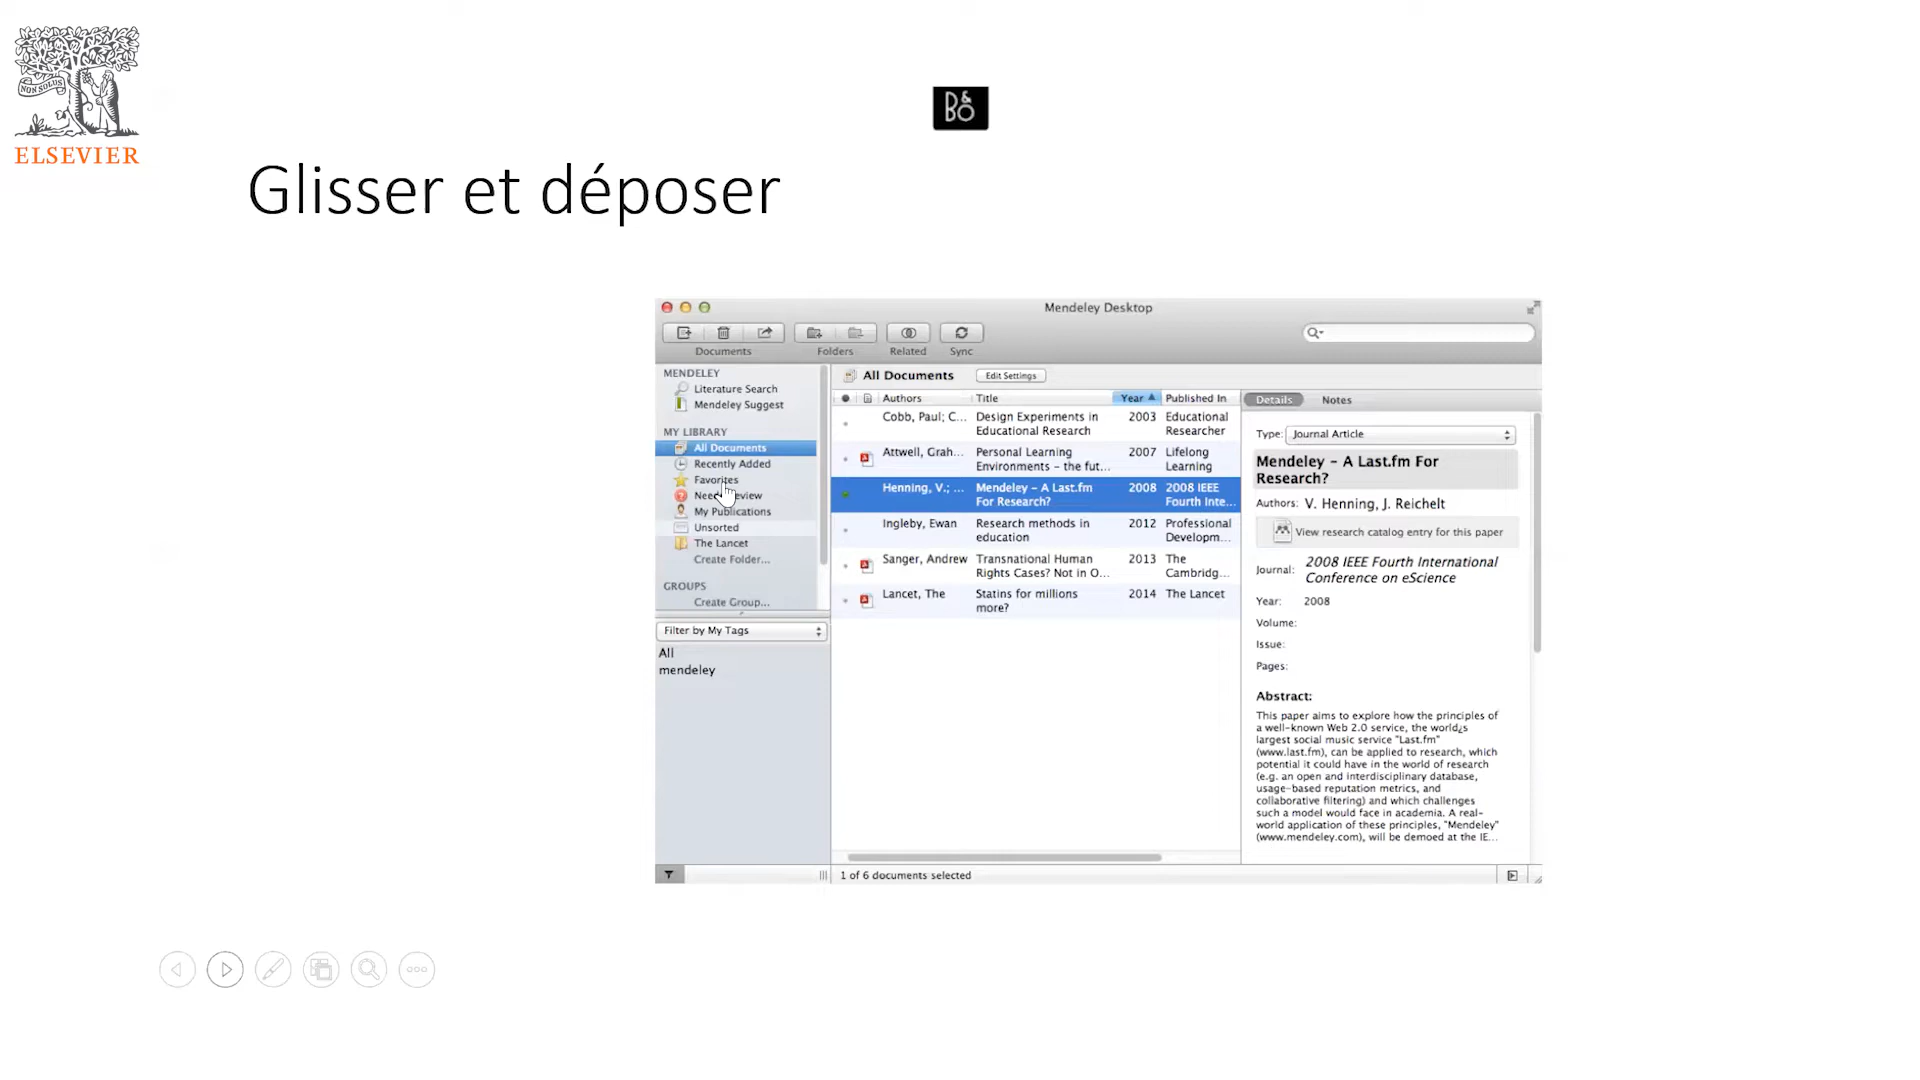 NON SOLUS
ELSEVIER
B&O
Glisser et déposer
Mendeley Desktop
Documents
Folders
Related
Sync
MENDELEY
Literature Search
Mendeley Suggest
MY LIBRARY
All Documents
Recently Added
Favorites
My Publications
Unsorted
The Lancet
Create Folder...
GROUPS
Create Group...
Filter by My Tags
All
mendeley
All Documents
Edit Settings
Authors Title Year Published In
Cobb, Paul; C... Design Experiments in 2003 Educational
Educational Research Researcher
Attwell, Grah... Personal Learning 2007 Lifelong
Environments – the fut... Learning
Henning, V.; ... Mendeley – A Last.fm 2008 2008 IEEE
For Research? Fourth Inte...
Ingleby, Ewan Research methods in 2012 Professional
education Developm...
Sanger, Andrew Transnational Human 2013 The
Rights Cases? Not in O... Cambridg...
Lancet, The Statins for millions 2014 The Lancet
more?
1 of 6 documents selected
Details
Notes
Type: Journal Article
Mendeley – A Last.fm For
Research?
Authors: V. Henning, J. Reichelt
View research catalog entry for this paper
Journal: 2008 IEEE Fourth International
Conference on eScience
Year: 2008
Volume:
Issue:
Pages:
Abstract:
This paper aims to explore how the principles of
a well-known Web 2.0 service, the world¿s
largest social music service "Last.fm"
(www.last.fm), can be applied to research, which
potential it could have in the world of research
(e.g. an open and interdisciplinary database,
usage-based reputation metrics, and
collaborative filtering) and which challenges
such a model would face in academia. A real-
world application of these principles, "Mendeley"
(www.mendeley.com), will be demoed at the IE...